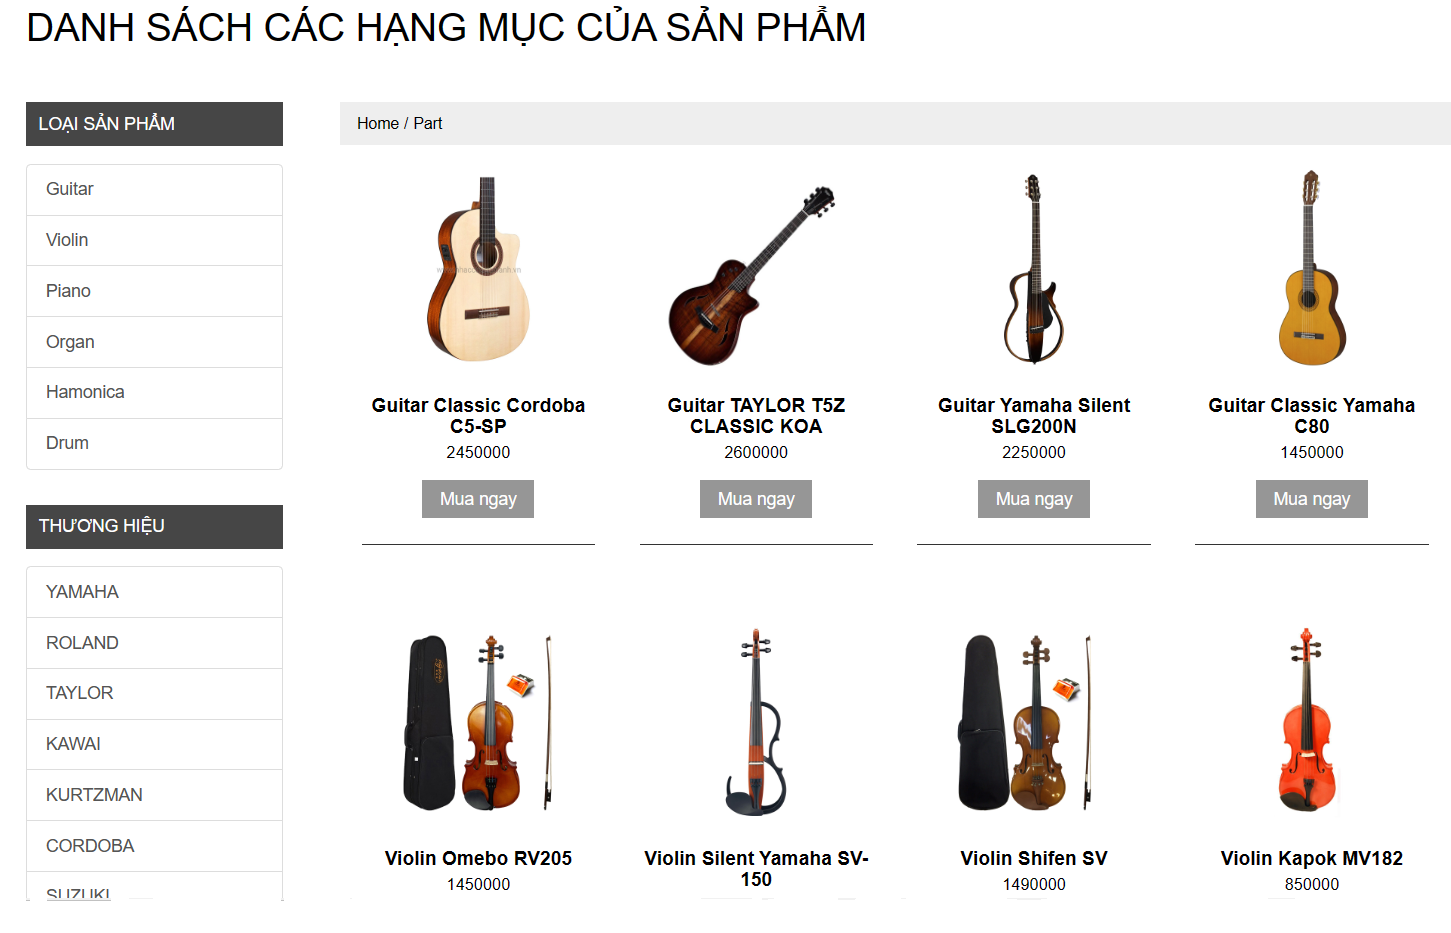 DANH SÁCH CÁC HẠNG MỤC CỦA SẢN PHẨM
LOẠI SẢN PHẨM
Guitar
Violin
Piano
Organ
Hamonica
Drum
THƯƠNG HIỆU
YAMAHA
ROLAND
TAYLOR
KAWAI
KURTZMAN
CORDOBA
SUZUKI
Home / Part
Guitar Classic Cordoba
C5-SP
2450000
Mua ngay
Guitar TAYLOR T5Z
CLASSIC KOA
2600000
Mua ngay
Guitar Yamaha Silent
SLG200N
2250000
Mua ngay
Guitar Classic Yamaha
C80
1450000
Mua ngay
Violin Omebo RV205
1450000
Violin Silent Yamaha SV-
150
Violin Shifen SV
1490000
Violin Kapok MV182
850000